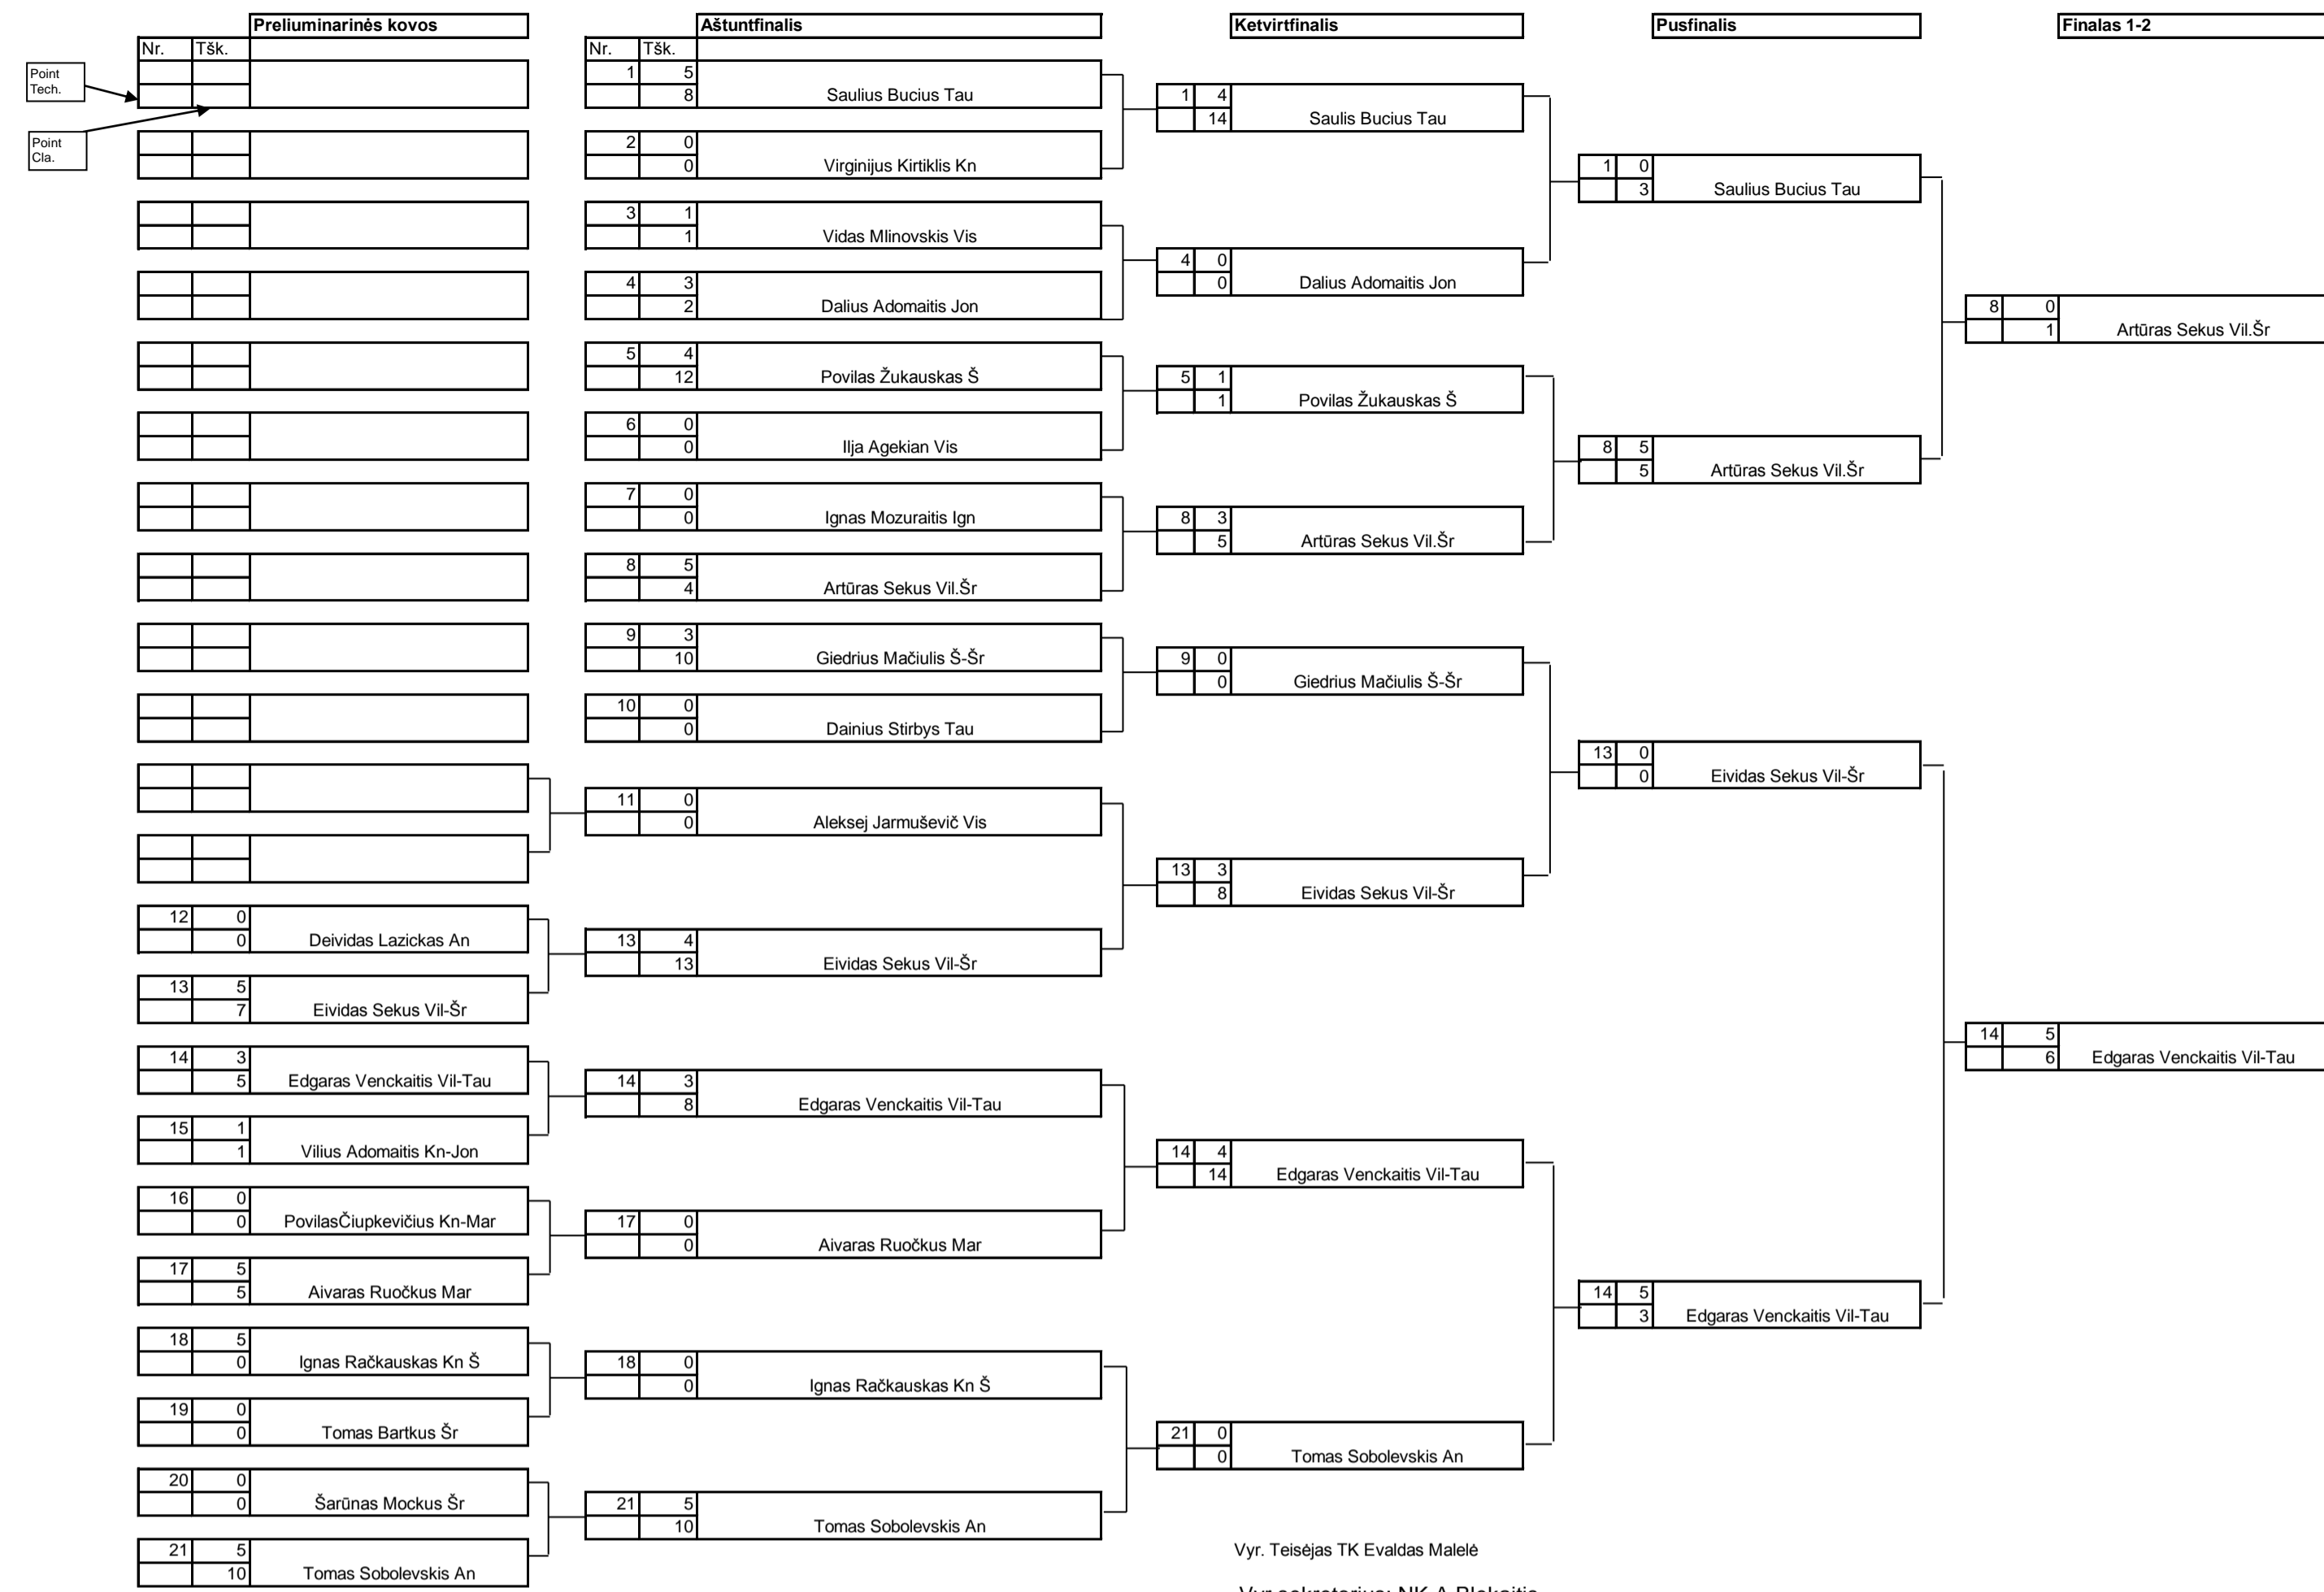 Preliuminarinės kovos
Aštuntfinalis
Ketvirtfinalis
Pusfinalis
Finalas 1-2
Nr. Tšk.
Nr. Tšk.
Point
Tech.
Point
Cla.
12 0
0 Deividas Lazickas An
13 5
7 Eividas Sekus Vil-Šr
14 3
5 Edgaras Venckaitis Vil-Tau
15 1
1 Vilius Adomaitis Kn-Jon
16 0
0 PovilasČiupkevičius Kn-Mar
17 5
5 Aivaras Ruočkus Mar
18 5
0 Ignas Račkauskas Kn Š
19 0
0 Tomas Bartkus Šr
20 0
0 Šarūnas Mockus Šr
21 5
10 Tomas Sobolevskis An
1 5
8 Saulius Bucius Tau
2 0
0 Virginijus Kirtiklis Kn
3 1
1 Vidas Mlinovskis Vis
4 3
2 Dalius Adomaitis Jon
5 4
12 Povilas Žukauskas Š
6 0
0 Ilja Agekian Vis
7 0
0 Ignas Mozuraitis Ign
8 5
4 Artūras Sekus Vil.Šr
9 3
10 Giedrius Mačiulis Š-Šr
10 0
0 Dainius Stirbys Tau
11 0
0 Aleksej Jarmuševič Vis
13 4
13 Eividas Sekus Vil-Šr
14 3
8 Edgaras Venckaitis Vil-Tau
17 0
0 Aivaras Ruočkus Mar
18 0
0 Ignas Račkauskas Kn Š
21 5
10 Tomas Sobolevskis An
1 4
14 Saulis Bucius Tau
4 0
0 Dalius Adomaitis Jon
5 1
1 Povilas Žukauskas Š
8 3
5 Artūras Sekus Vil.Šr
9 0
0 Giedrius Mačiulis Š-Šr
13 3
8 Eividas Sekus Vil-Šr
14 4
14 Edgaras Venckaitis Vil-Tau
21 0
0 Tomas Sobolevskis An
1 0
3 Saulius Bucius Tau
8 5
5 Artūras Sekus Vil.Šr
13 0
0 Eividas Sekus Vil-Šr
14 5
3 Edgaras Venckaitis Vil-Tau
8 0
1 Artūras Sekus Vil.Šr
14 5
6 Edgaras Venckaitis Vil-Tau
Vyr. Teisėjas TK Evaldas Malelė